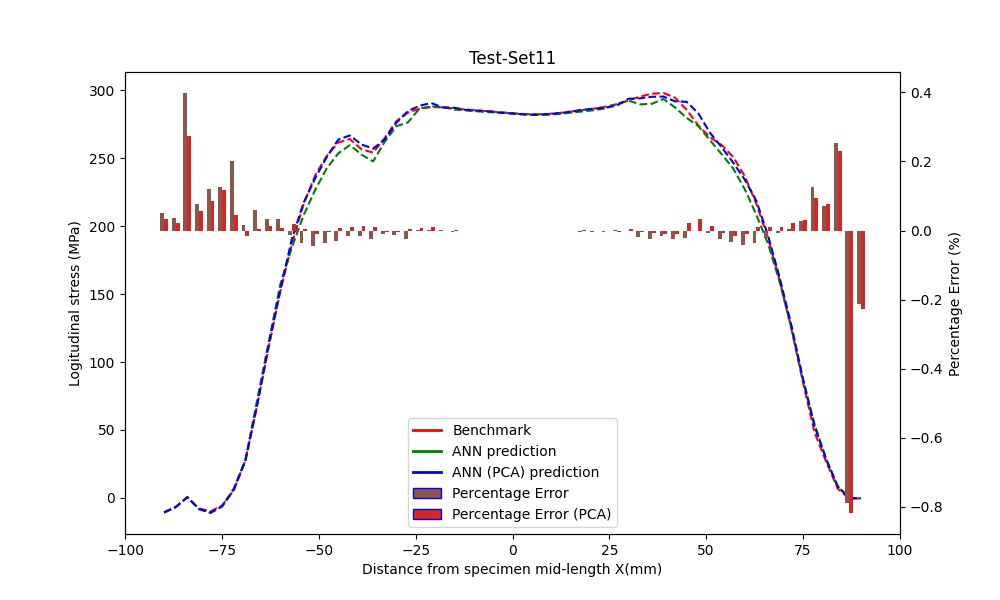 Test-Set11
300
250
200
150
100
50
0
Logitudinal stress (MPa)
0.4
0.2
0.0
−0.2
−0.4
−0.6
−0.8
Percentage Error (%)
Benchmark
ANN prediction
ANN (PCA) prediction
Percentage Error
Percentage Error (PCA)
−100 −75 −50 −25 0 25 50 75 100
Distance from specimen mid-length X(mm)